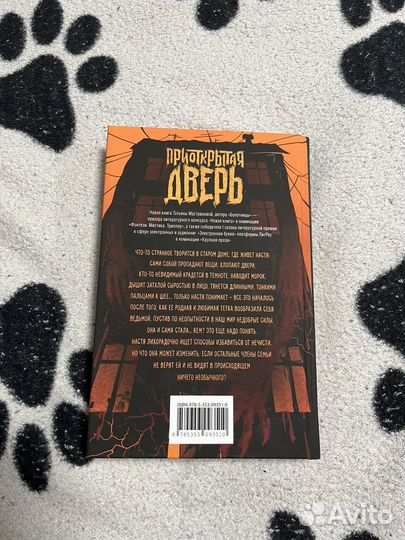 ПРИОТКРЫТАЯ
ДВЕРЬ
Новая книга Татьяны Мастрюковой, автора «Болотницы» —
призера литературного конкурса «Новая книга» в номинации
«Фэнтези. Мистика. Триллер», а также победителя I сезона литературной премии
в сфере электронных и аудиокниг «Электронная буква» платформы ЛитРес
в номинации «Крупная проза»
ЧТО-ТО СТРАННОЕ ТВОРИТСЯ В СТАРОМ ДОМЕ, ГДЕ ЖИВЕТ НАСТЯ:
САМИ СОБОЙ ПРОПАДАЮТ ВЕЩИ, ХЛОПАЮТ ДВЕРИ.
КТО-ТО НЕВИДИМЫЙ КРАДЕТСЯ В ТЕМНОТЕ, НАВОДИТ МОРОК,
ДЫШИТ ЗАТХЛОЙ СЫРОСТЬЮ В ЛИЦО, ТЯНЕТСЯ ДЛИННЫМИ, ТОНКИМИ
ПАЛЬЦАМИ К ШЕЕ... ТОЛЬКО НАСТЯ ПОНИМАЕТ – ВСЕ ЭТО НАЧАЛОСЬ
ПОСЛЕ ТОГО, КАК ЕЕ РОДНАЯ И ЛЮБИМАЯ ТЕТКА ВООБРАЗИЛА СЕБЯ
ВЕДЬМОЙ, ПУСТИВ ПО НЕОПЫТНОСТИ В НАШ МИР НЕДОБРЫЕ СИЛЫ,
ОНА И САМА СТАЛА... КЕМ? ЭТО ЕЩЕ НАДО ПОНЯТЬ.
НАСТЯ ЛИХОРАДОЧНО ИЩЕТ СПОСОБЫ ИЗБАВИТЬСЯ ОТ НЕЧИСТИ.
НО ЧТО ОНА МОЖЕТ ИЗМЕНИТЬ, ЕСЛИ ОСТАЛЬНЫЕ ЧЛЕНЫ СЕМЬИ
НЕ ВЕРЯТ ЕЙ И НЕ ВИДЯТ В ПРОИСХОДЯЩЕМ
НИЧЕГО НЕОБЫЧНОГО?
ISBN 978-5-353-09351-0
9 785353 093510
Avito